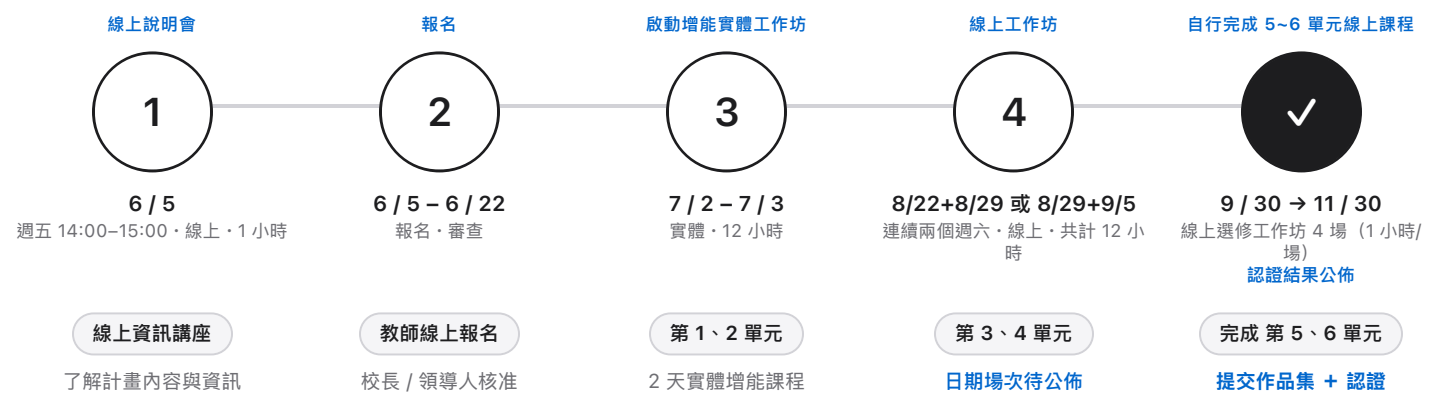 線上說明會
1
6 / 5
週五 14:00–15:00・線上・1 小時
線上資訊講座
了解計畫內容與資訊
報名
2
6 / 5 – 6 / 22
報名・審查
教師線上報名
校長 / 領導人核准
啟動增能實體工作坊
3
7 / 2 – 7 / 3
實體・12 小時
第 1、2 單元
2 天實體增能課程
線上工作坊
4
8/22+8/29 或 8/29+9/5
連續兩個週六・線上・共計 12 小
時
第 3、4 單元
日期場次待公佈
自行完成 5~6 單元線上課程
✓
9 / 30 → 11 / 30
線上選修工作坊 4 場（1 小時/
場）
認證結果公佈
完成 第 5、6 單元
提交作品集 + 認證